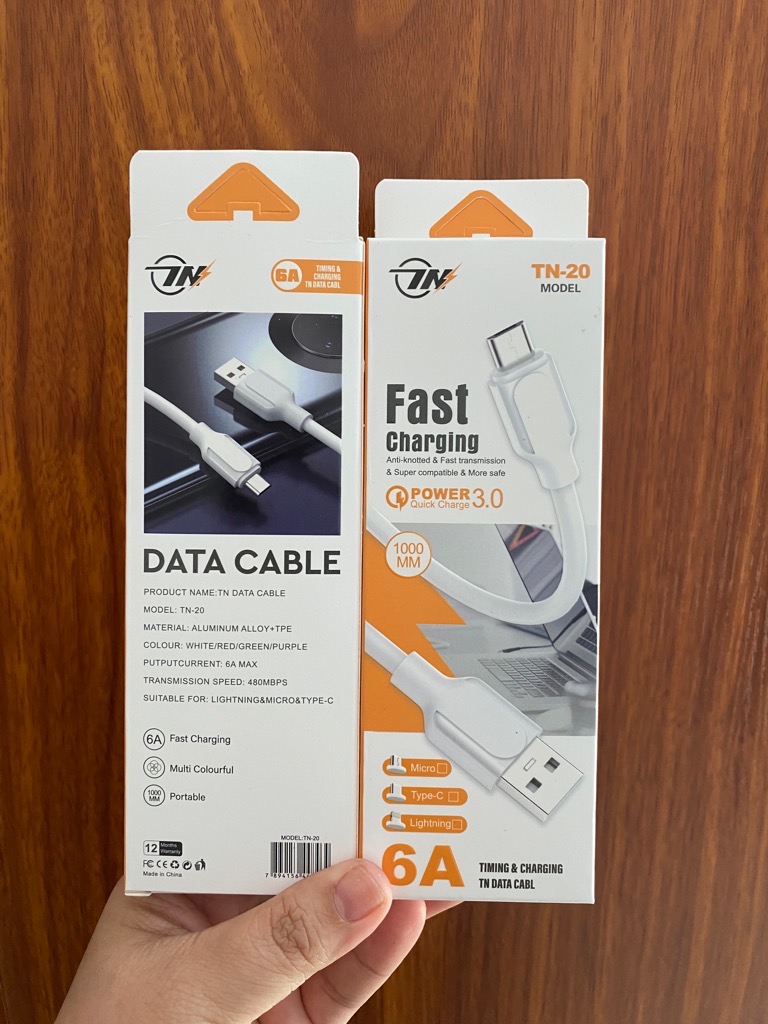 TN
6A
TIMING &
CHARGING
TN DATA CABL
DATA CABLE
PRODUCT NAME:TN DATA CABLE
MODEL: TN-20
MATERIAL: ALUMINUM ALLOY+TPE
COLOUR: WHITE/RED/GREEN/PURPLE
PUTPUTCURRENT: 6A MAX
TRANSMISSION SPEED: 480MBPS
SUITABLE FOR: LIGHTNING&MICRO&TYPE-C
6A Fast Charging
Multi Colourful
1000
MM Portable
12 Months
Warranty
FC CE
Made in China
MODEL:TN-20
TN
TN-20
MODEL
Fast
Charging
Anti-knotted & Fast transmission
& Super compatible & More safe
POWER 3.0
Quick Charge
1000
MM
Micro
Type-C
Lightning
6A
TIMING & CHARGING
TN DATA CABL